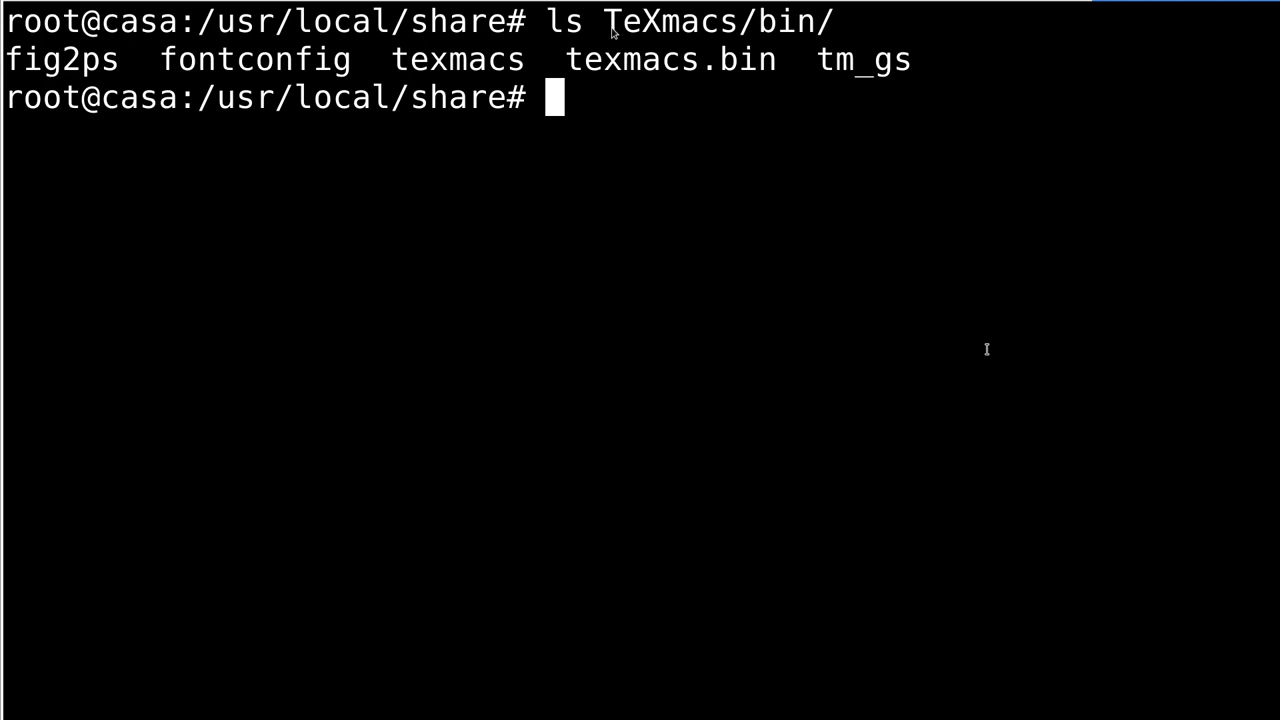 root@casa:/usr/local/share# ls TeXmacs/bin/
fig2ps  fontconfig  texmacs  texmacs.bin  tm_gs
root@casa:/usr/local/share#